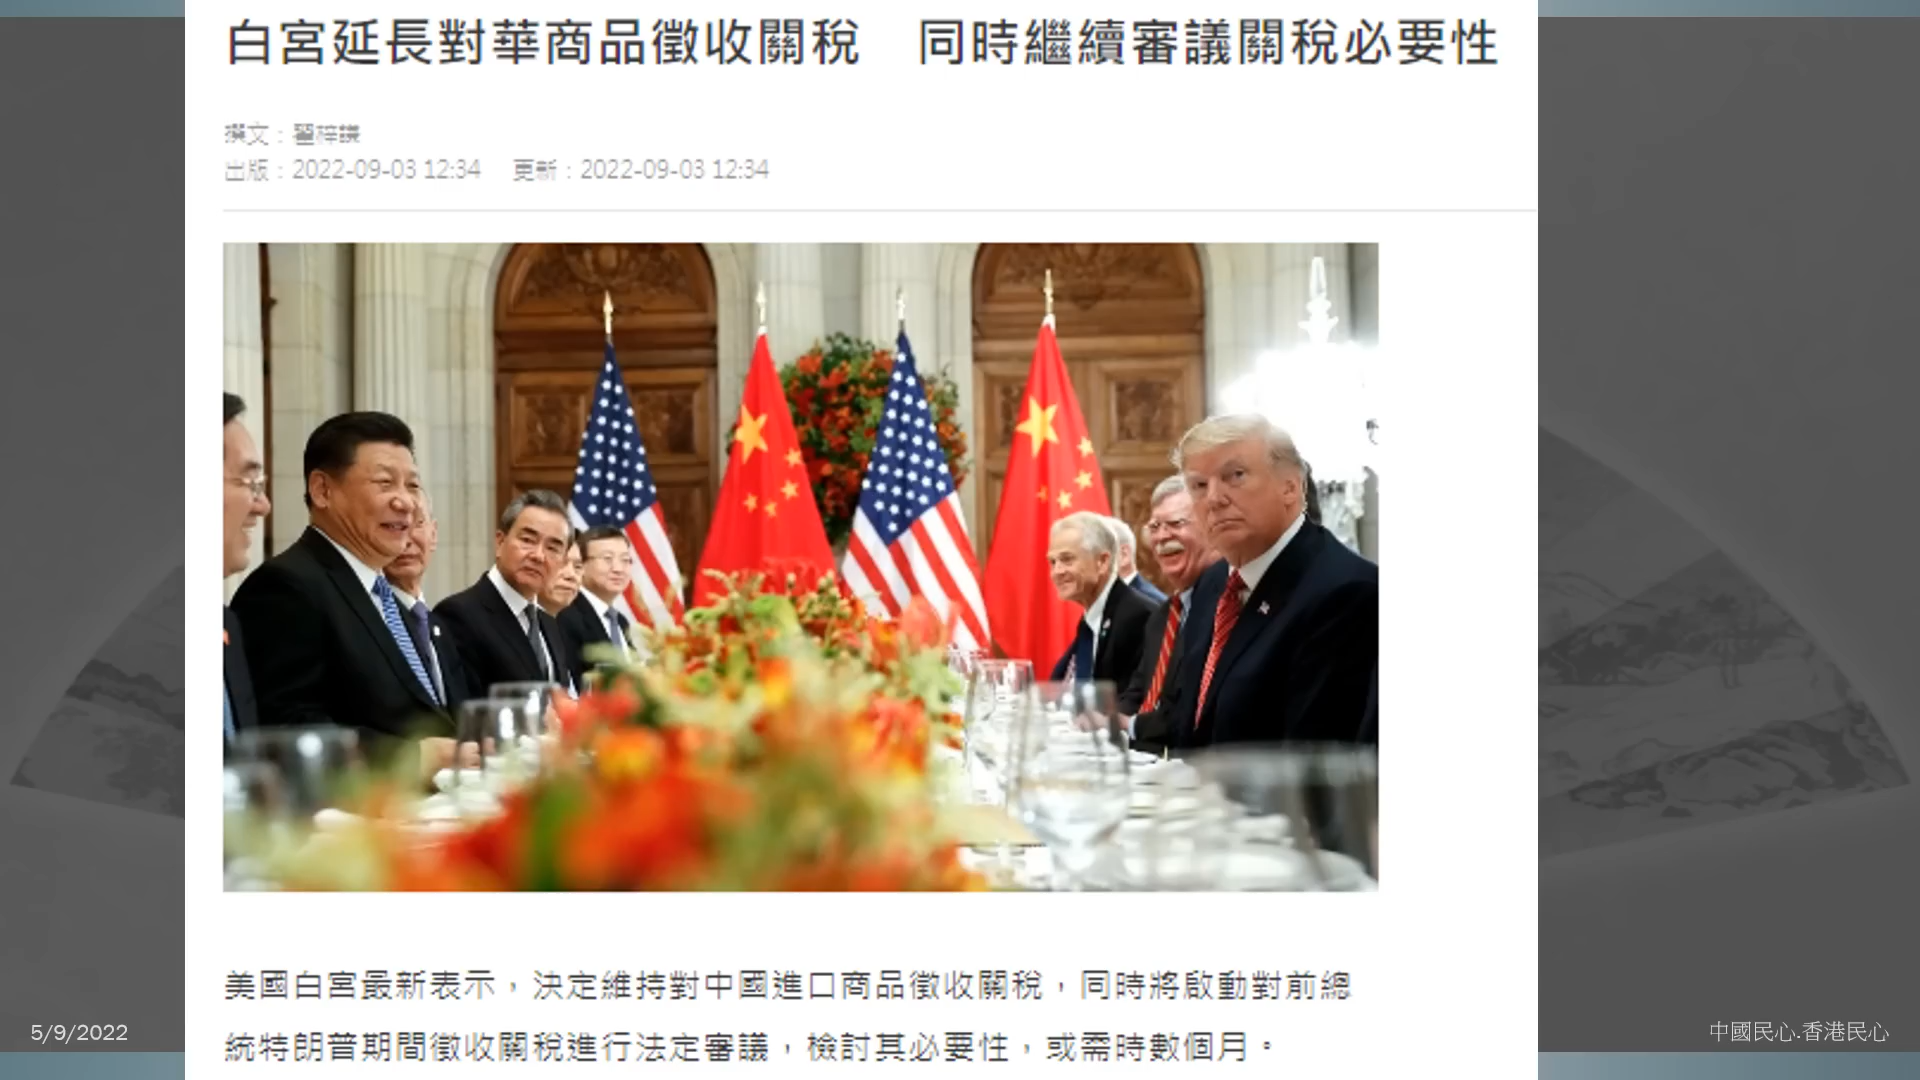 白宮延長對華商品徵收關稅　同時繼續審議關稅必要性
撰文：翟梓謙
出版：2022-09-03 12:34　更新：2022-09-03 12:34
美國白宮最新表示，決定維持對中國進口商品徵收關稅，同時將啟動對前總
統特朗普期間徵收關稅進行法定審議，檢討其必要性，或需時數個月。
5/9/2022
中國民心.香港民心